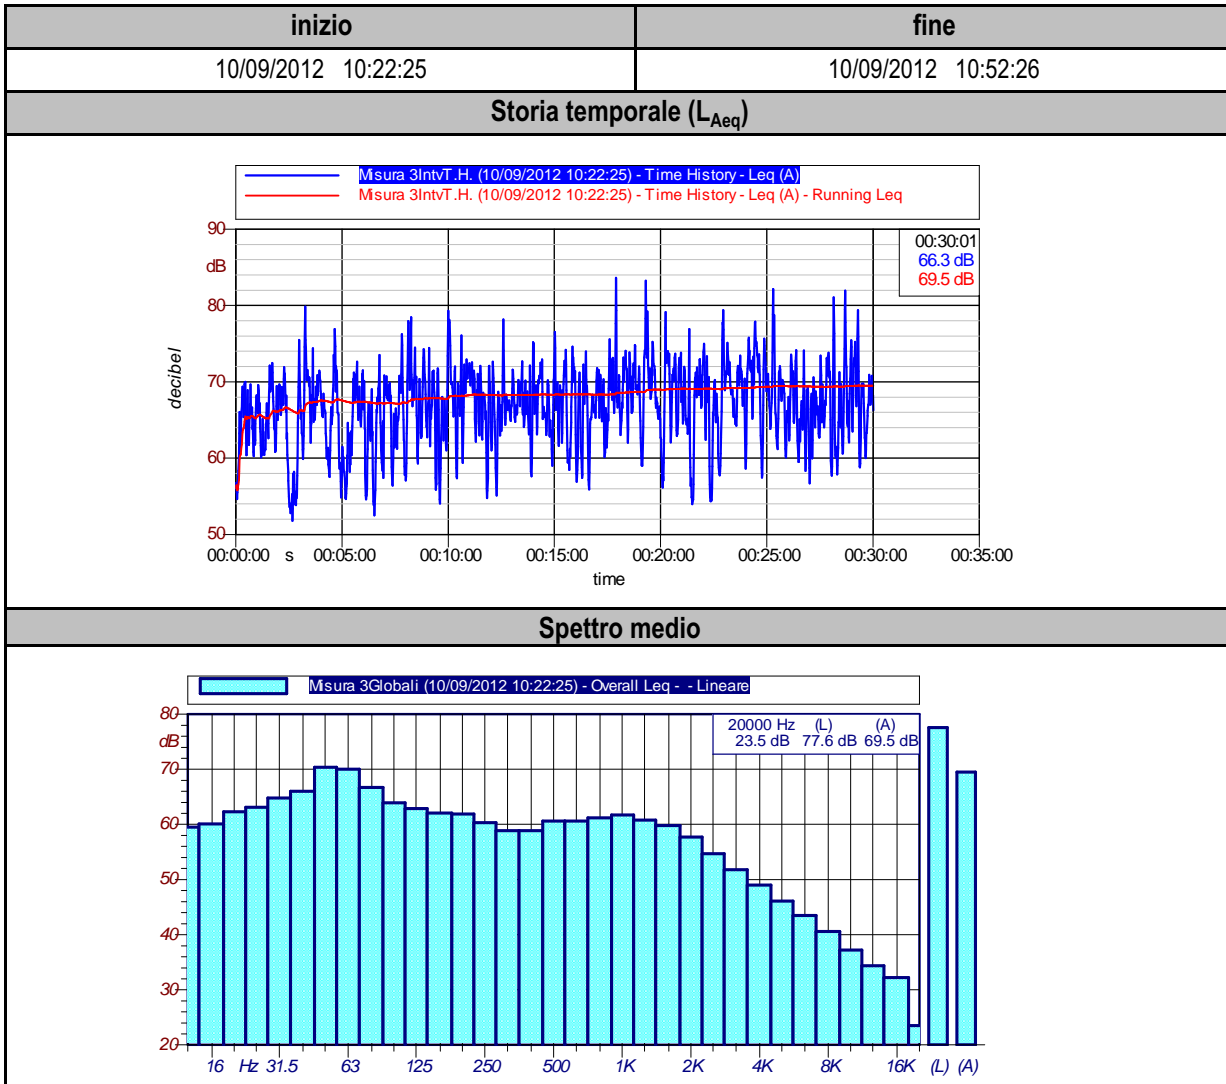 inizio fine
10/09/2012 10:22:25 10/09/2012 10:52:26
Storia temporale (LAeq)
Misura 3IntvT.H. (10/09/2012 10:22:25) - Time History - Leq (A)
Misura 3IntvT.H. (10/09/2012 10:22:25) - Time History - Leq (A) - Running Leq
90
dB
80
70
60
50
decibel
00:30:01
66.3 dB
69.5 dB
00:00:00 s 00:05:00 00:10:00 00:15:00 00:20:00 00:25:00 00:30:00 00:35:00
time
Spettro medio
Misura 3Globali (10/09/2012 10:22:25) - Overall Leq - - Lineare
80
dB
70
60
50
40
30
20
20000 Hz (L) (A)
23.5 dB 77.6 dB 69.5 dB
16 Hz 31.5 63 125 250 500 1K 2K 4K 8K 16K (L) (A)